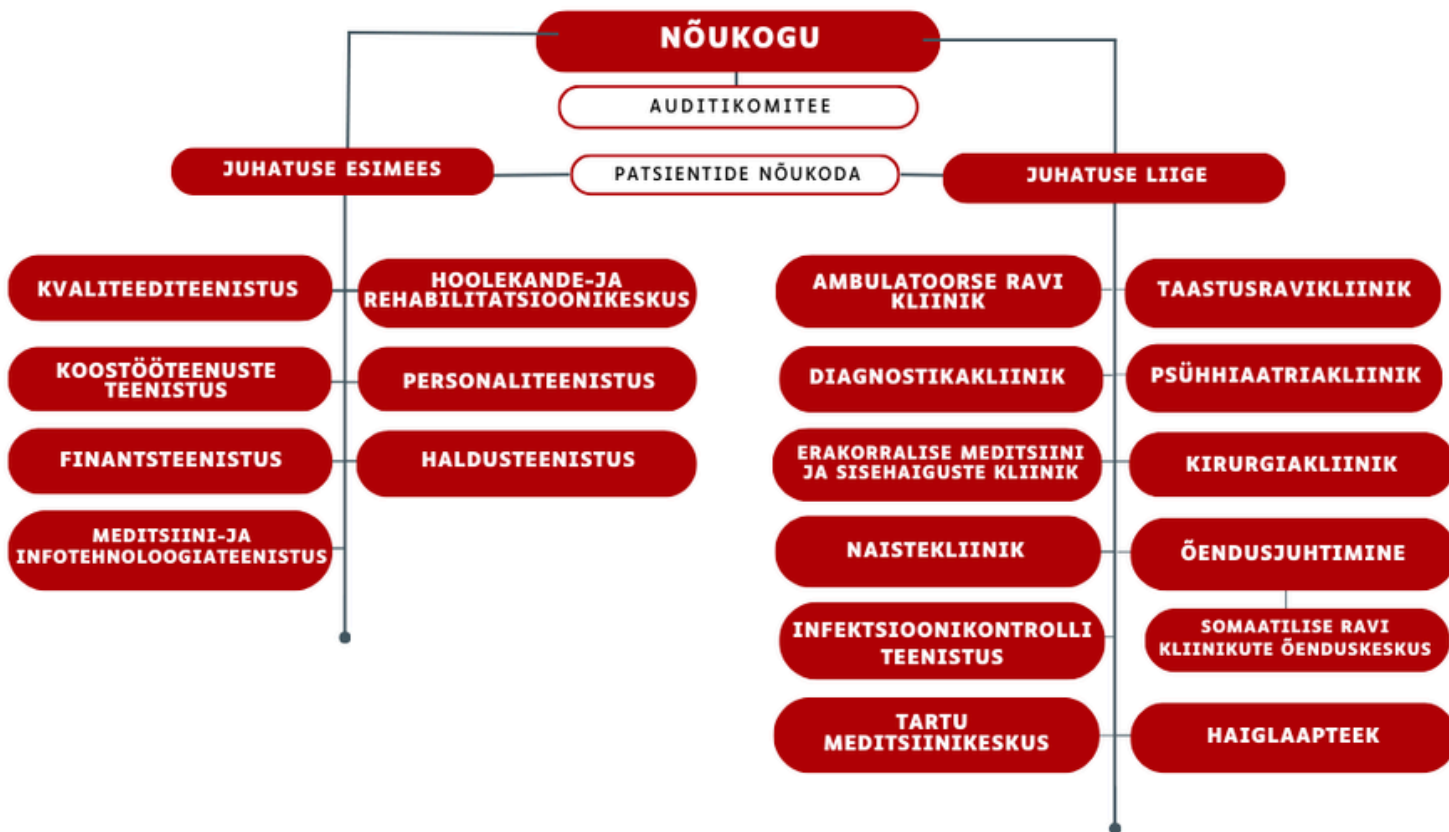 NÕUKOGU
AUDITIKOMITEE
JUHATUSE ESIMEES
PATSIENTIDE NÕUKODA
JUHATUSE LIIGE
KVALITEEDITEENISTUS
HOOLEKANDE-JA
REHABILITATSIOONIKESKUS
KOOSTÖÖTEENUSTE
TEENISTUS
PERSONALITEENISTUS
FINANTSTEENISTUS
HALDUSTEENISTUS
MEDITSIINI-JA
INFOTEHNOLOOGIATEENISTUS
AMBULATOORSE RAVI
KLIINIK
TAASTUSRAVIKLIINIK
DIAGNOSTIKAKLIINIK
PSÜHHIAATRIAKLIINIK
ERAKORRALISE MEDITSIINI
JA SISEHAIGUSTE KLIINIK
KIRURGIAKLIINIK
NAISTEKLIINIK
ÕENDUSJUHTIMINE
INFEKTSIOONIKONTROLLI
TEENISTUS
SOMAATILISE RAVI
KLIINIKUTE ÕENDUSKESKUS
TARTU
MEDITSIINIKESKUS
HAIGLAAPTEEK